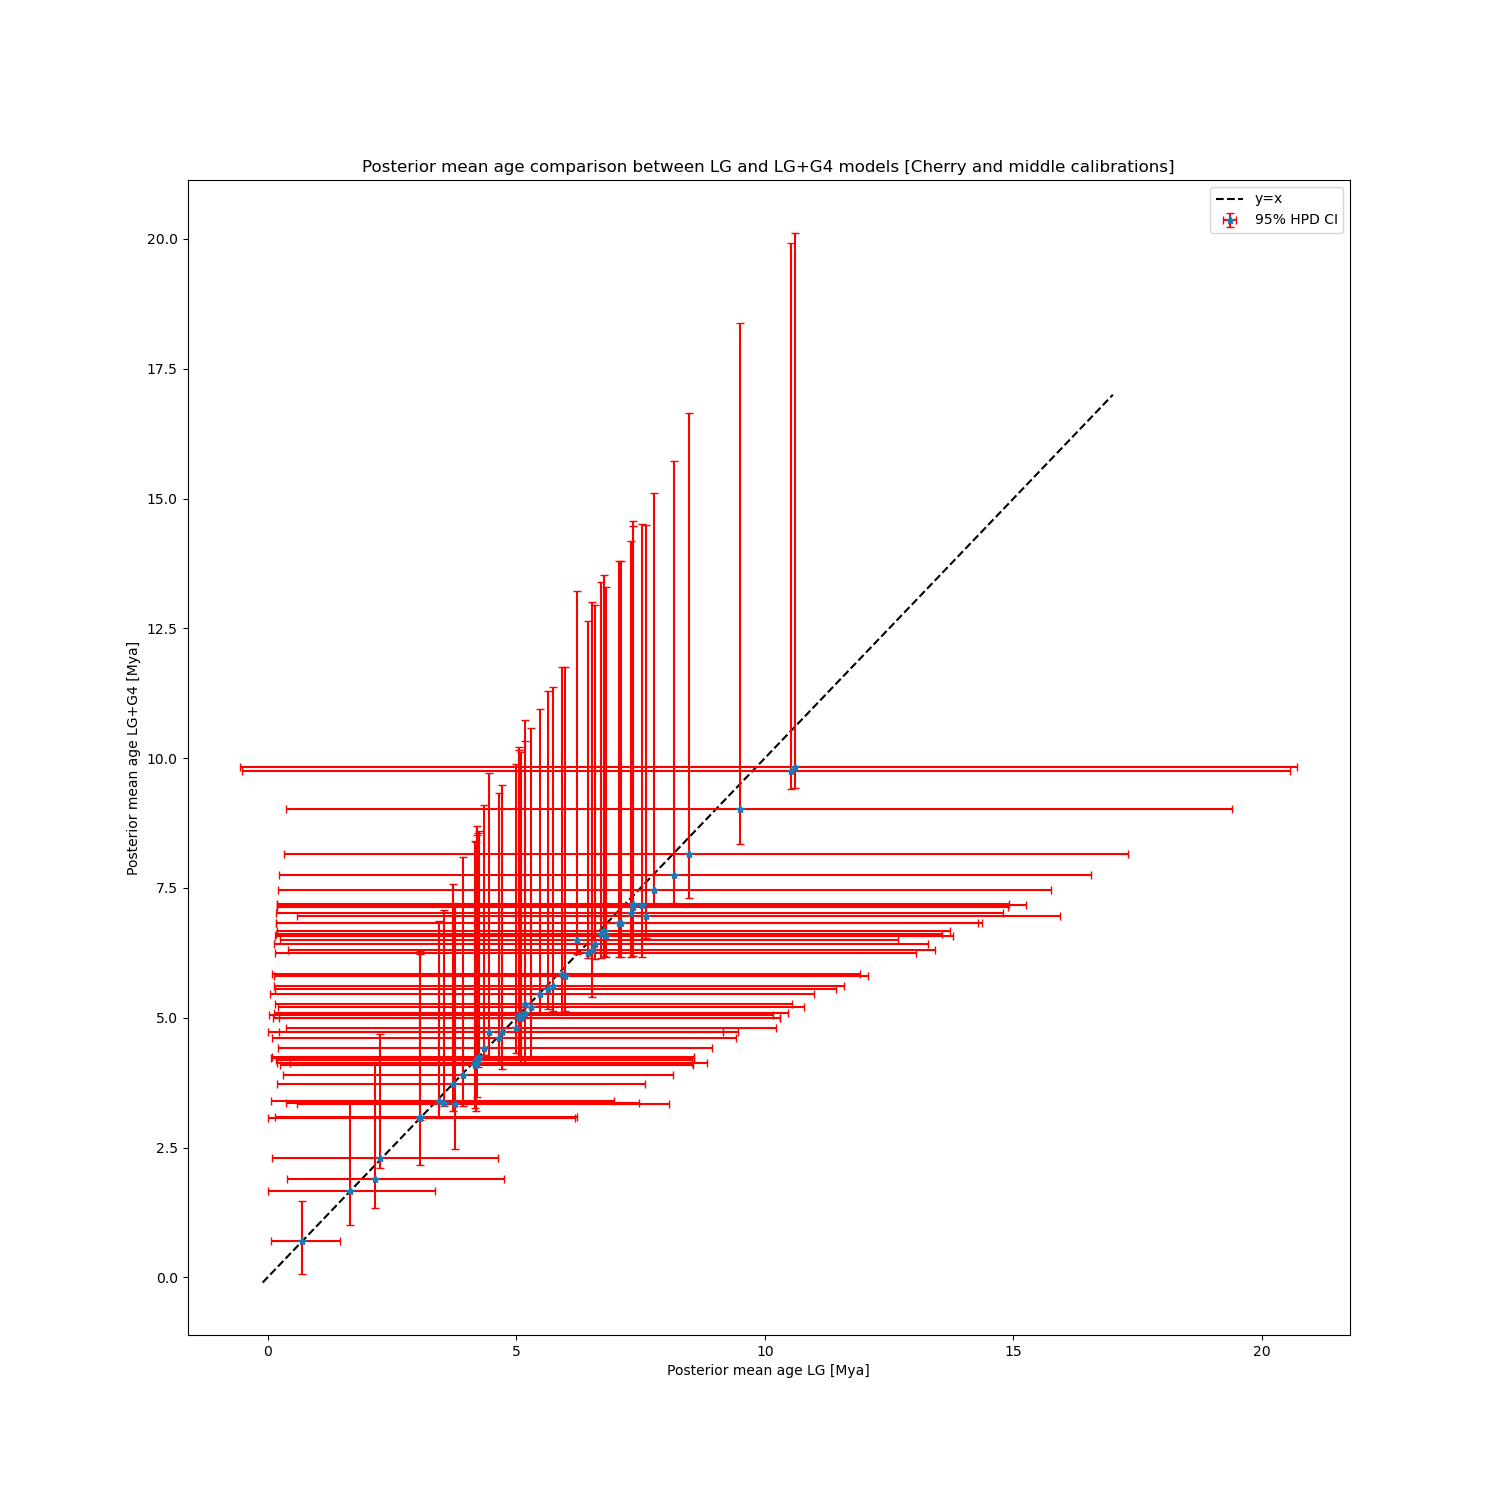 Posterior mean age comparison between LG and LG+G4 models [Cherry and middle calibrations]
y=x
95% HPD CI
20.0
17.5
15.0
12.5
10.0
7.5
5.0
2.5
0.0
Posterior mean age LG+G4 [Mya]
0
5
10
15
20
Posterior mean age LG [Mya]